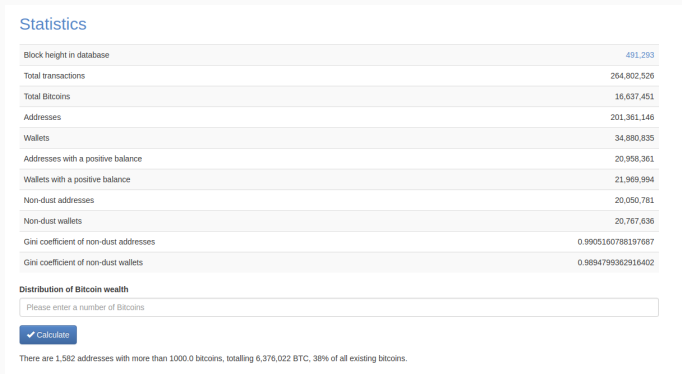 Statistics
Block height in database 491,293
Total transactions 264,802,526
Total Bitcoins 16,637,451
Addresses 201,361,146
Wallets 34,880,835
Addresses with a positive balance 20,958,361
Wallets with a positive balance 21,969,994
Non-dust addresses 20,050,781
Non-dust wallets 20,767,636
Gini coefficient of non-dust addresses 0.9905160788197687
Gini coefficient of non-dust wallets 0.9894799362916402
Distribution of Bitcoin wealth
Please enter a number of Bitcoins
Calculate
There are 1,582 addresses with more than 1000.0 bitcoins, totalling 6,376,022 BTC, 38% of all existing bitcoins.